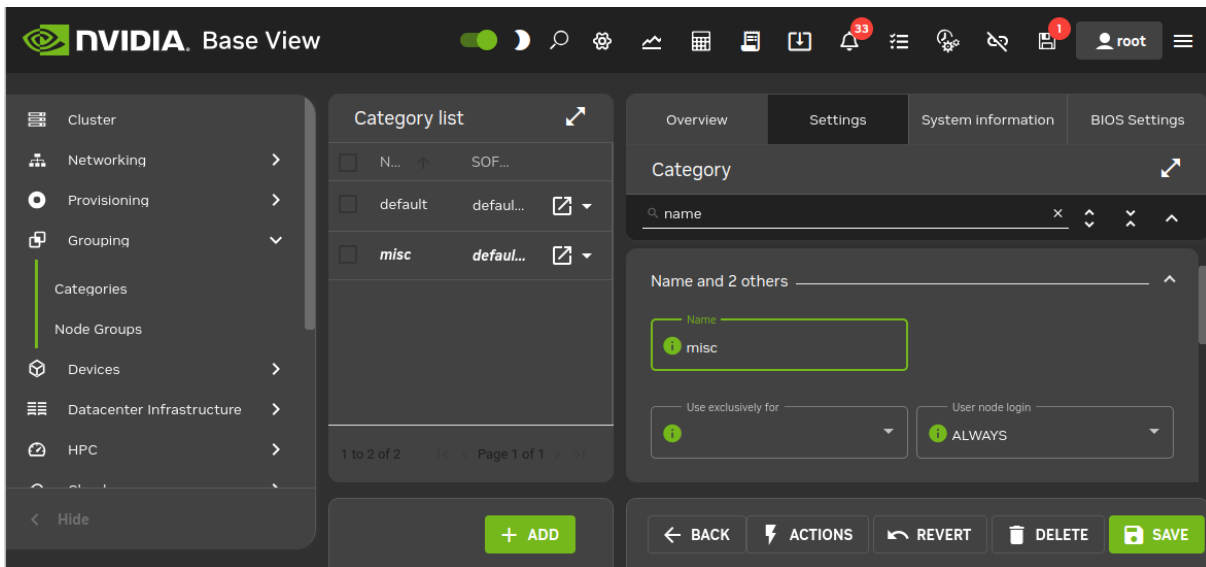 NVIDIA. Base View
33
1
root
Cluster
Networking
Provisioning
Grouping
Categories
Node Groups
Devices
Datacenter Infrastructure
HPC
Hide
Category list
N... SOF...
default defaul...
misc defaul...
1 to 2 of 2 Page 1 of 1
+ ADD
Overview Settings System information BIOS Settings
Category
name
Name and 2 others
Name
misc
Use exclusively for
User node login
ALWAYS
BACK ACTIONS REVERT DELETE SAVE